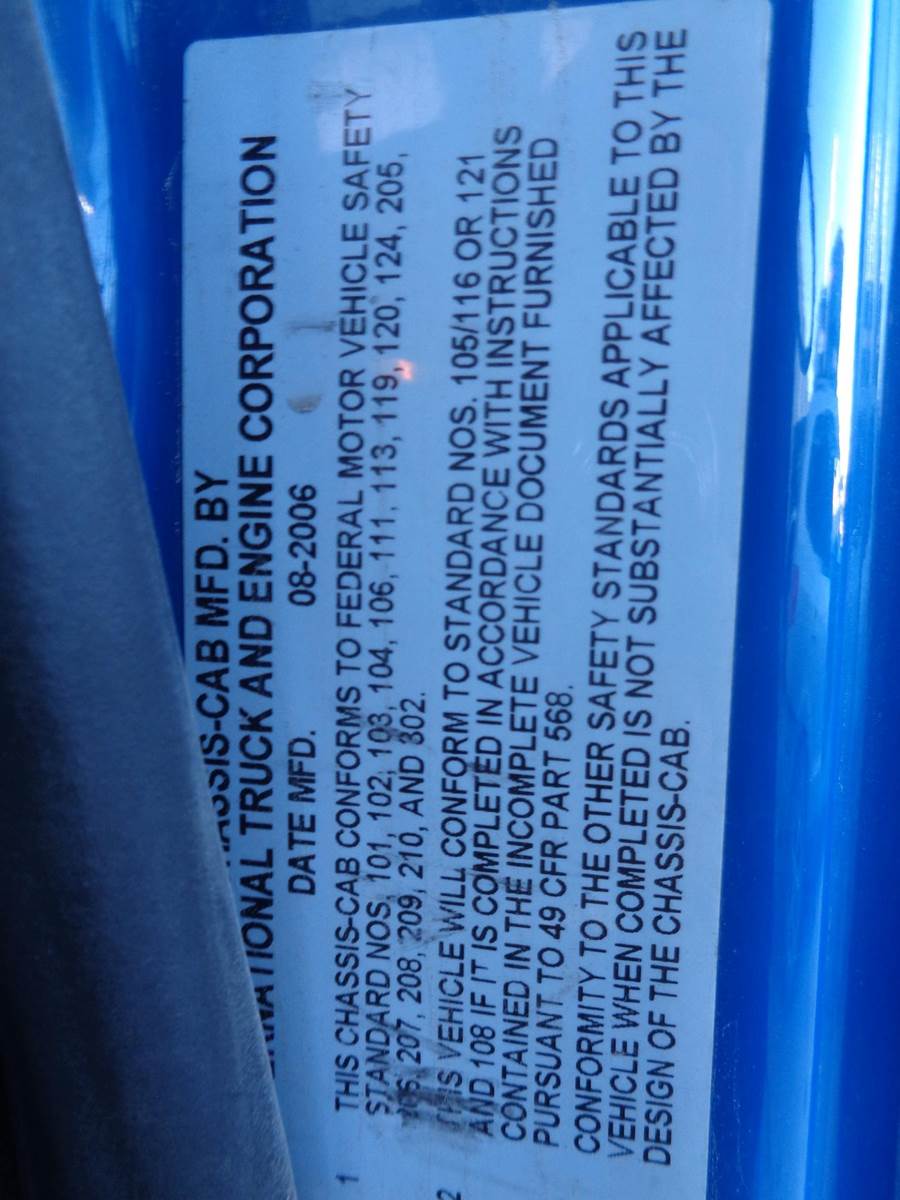 CHASSIS-CAB MFD. BY
INTERNATIONAL TRUCK AND ENGINE CORPORATION
DATE MFD. 08-2006
1 THIS CHASSIS-CAB CONFORMS TO FEDERAL MOTOR VEHICLE SAFETY
STANDARD NOS. 101, 102, 103, 104, 106, 111, 113, 119, 120, 124, 205,
206, 207, 208, 209, 210, AND 302.
2 THIS VEHICLE WILL CONFORM TO STANDARD NOS. 105/116 OR 121
AND 108 IF IT IS COMPLETED IN ACCORDANCE WITH INSTRUCTIONS
CONTAINED IN THE INCOMPLETE VEHICLE DOCUMENT FURNISHED
PURSUANT TO 49 CFR PART 568.
CONFORMITY TO THE OTHER SAFETY STANDARDS APPLICABLE TO THIS
VEHICLE WHEN COMPLETED IS NOT SUBSTANTIALLY AFFECTED BY THE
DESIGN OF THE CHASSIS-CAB.